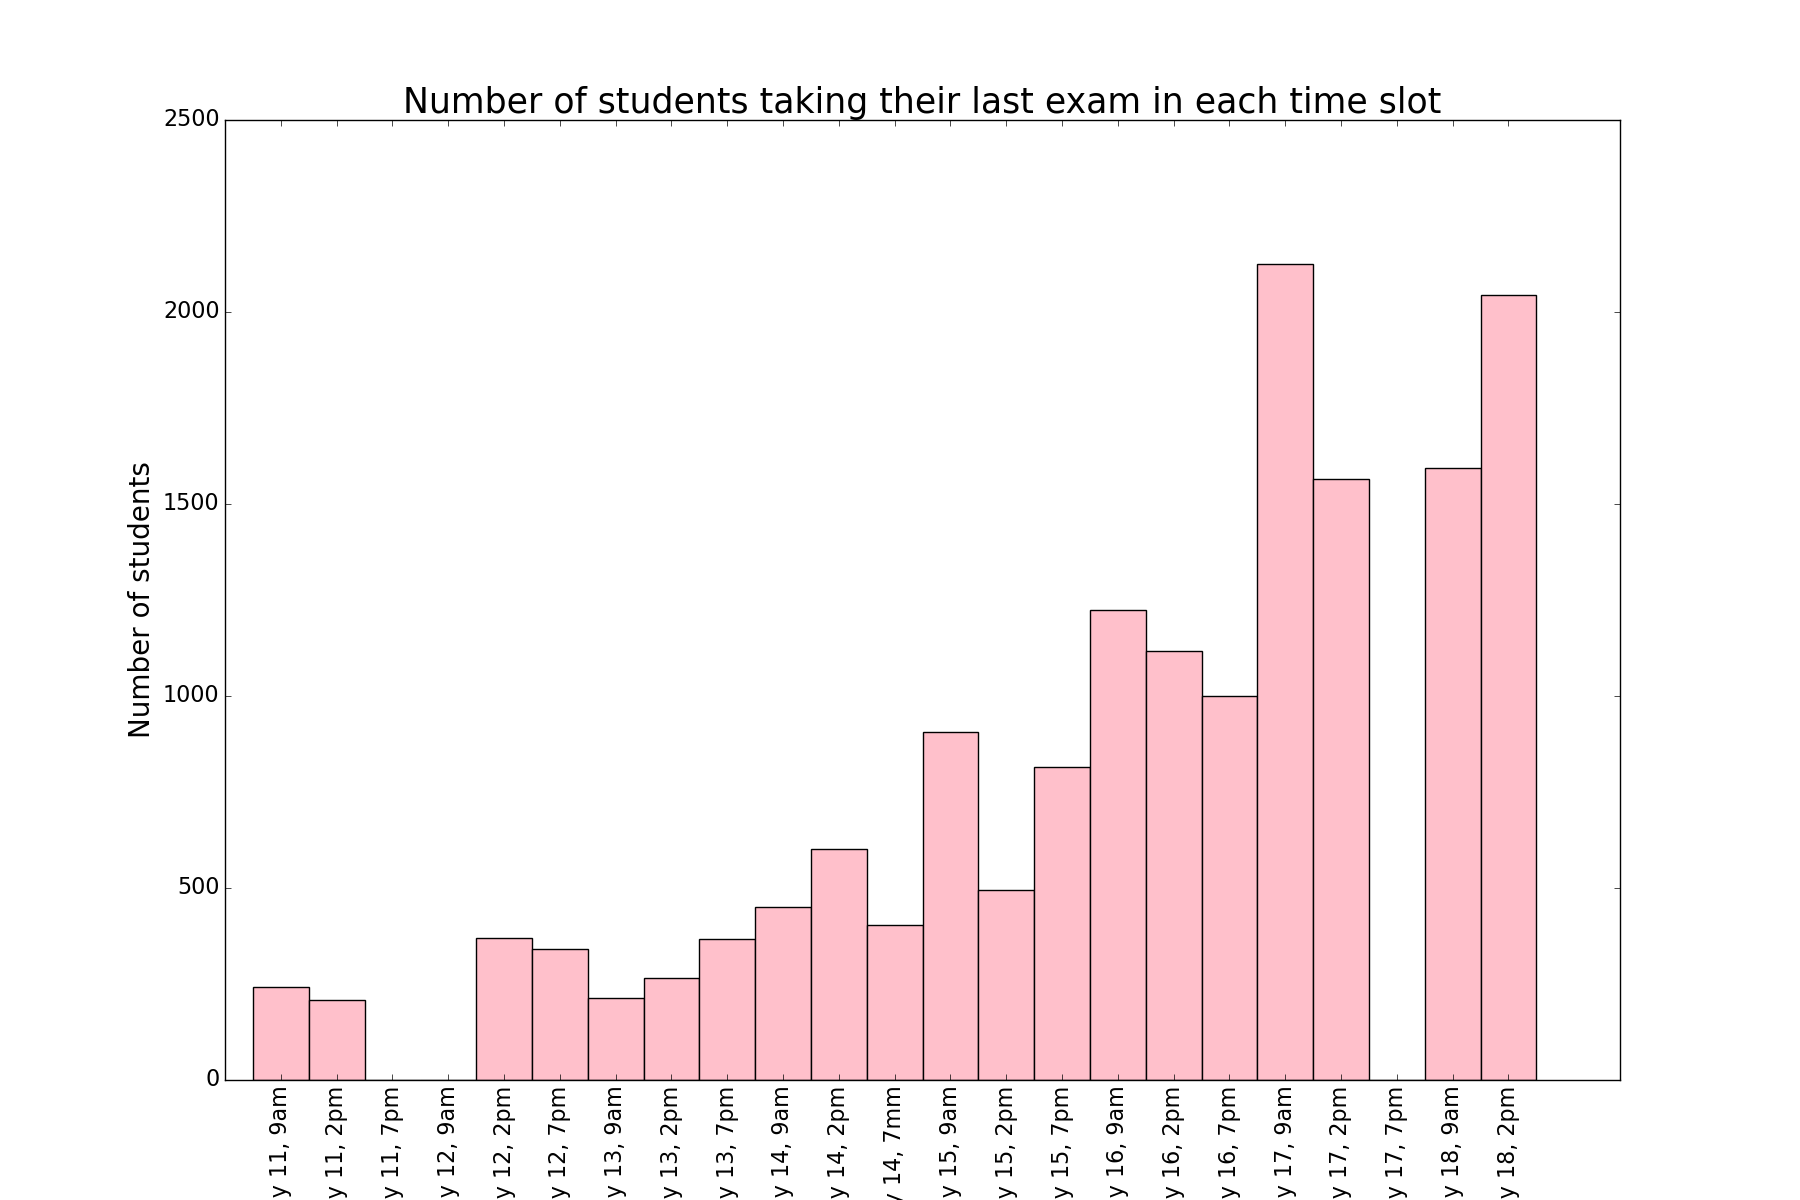 Number of students taking their last exam in each time slot
Number of students
2500
2000
1500
1000
500
0
y 11, 9am
y 11, 2pm
y 11, 7pm
y 12, 9am
y 12, 2pm
y 12, 7pm
y 13, 9am
y 13, 2pm
y 13, 7pm
y 14, 9am
y 14, 2pm
y 14, 7mm
y 15, 9am
y 15, 2pm
y 15, 7pm
y 16, 9am
y 16, 2pm
y 16, 7pm
y 17, 9am
y 17, 2pm
y 17, 7pm
y 18, 9am
y 18, 2pm